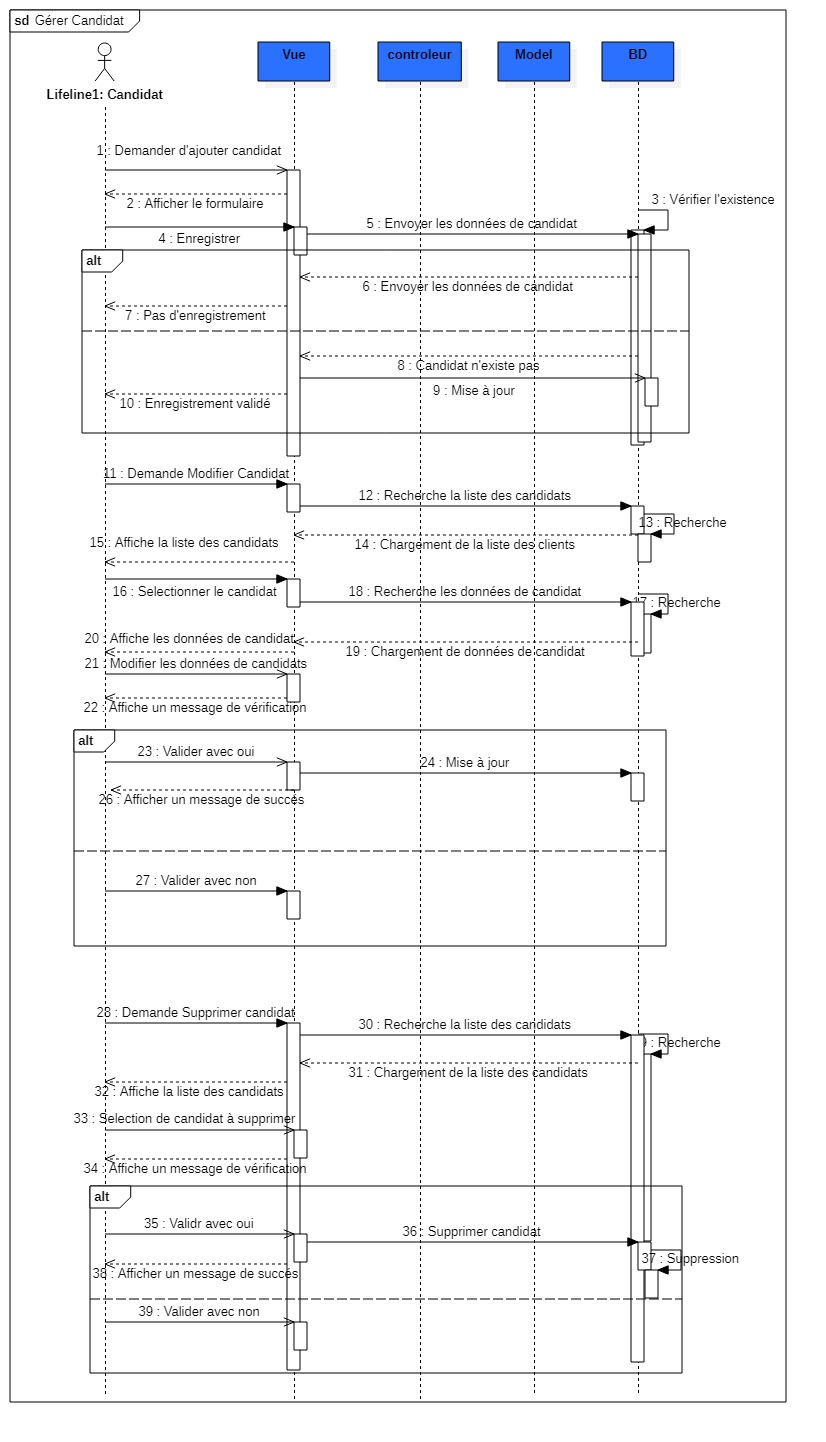 sd Gérer Candidat
Vue
controleur
Model
BD
Lifeline1: Candidat
1 : Demander d'ajouter candidat
3 : Vérifier l'existence
2 : Afficher le formulaire
5 : Envoyer les données de candidat
4 : Enregistrer
alt
6 : Envoyer les données de candidat
7 : Pas d'enregistrement
8 : Candidat n'existe pas
9 : Mise à jour
10 : Enregistrement validé
11 : Demande Modifier Candidat
12 : Recherche la liste des candidats
13 : Recherche
15 : Affiche la liste des candidats
14 : Chargement de la liste des clients
16 : Selectionner le candidat
18 : Recherche les données de candidat
17 : Recherche
20 : Affiche les données de candidat
19 : Chargement de données de candidat
21 : Modifier les données de candidats
22 : Affiche un message de vérification
alt
23 : Valider avec oui
24 : Mise à jour
26 : Afficher un message de succés
27 : Valider avec non
28 : Demande Supprimer candidat
30 : Recherche la liste des candidats
: Recherche
31 : Chargement de la liste des candidats
32 : Affiche la liste des candidats
33 : Selection de candidat à supprimer
34 : Affiche un message de vérification
alt
35 : Validr avec oui
36 : Supprimer candidat
37 : Suppression
38 : Afficher un message de succés
39 : Valider avec non